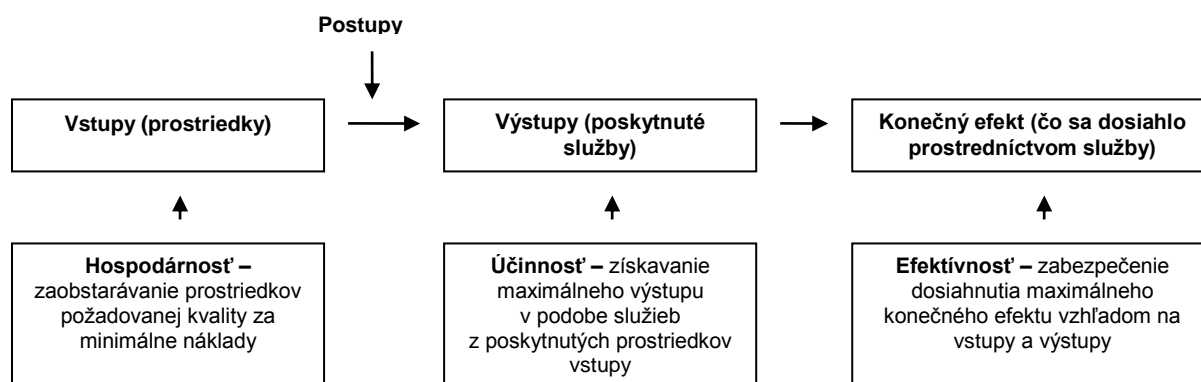 Postupy
Vstupy (prostriedky)
Výstupy (poskytnuté
služby)
Konečný efekt (čo sa dosiahlo
prostredníctvom služby)
Hospodárnosť –
zaobstarávanie prostriedkov
požadovanej kvality za
minimálne náklady
Účinnosť – získavanie
maximálneho výstupu
v podobe služieb
z poskytnutých prostriedkov
vstupy
Efektívnosť – zabezpečenie
dosiahnutia maximálneho
konečného efektu vzhľadom na
vstupy a výstupy